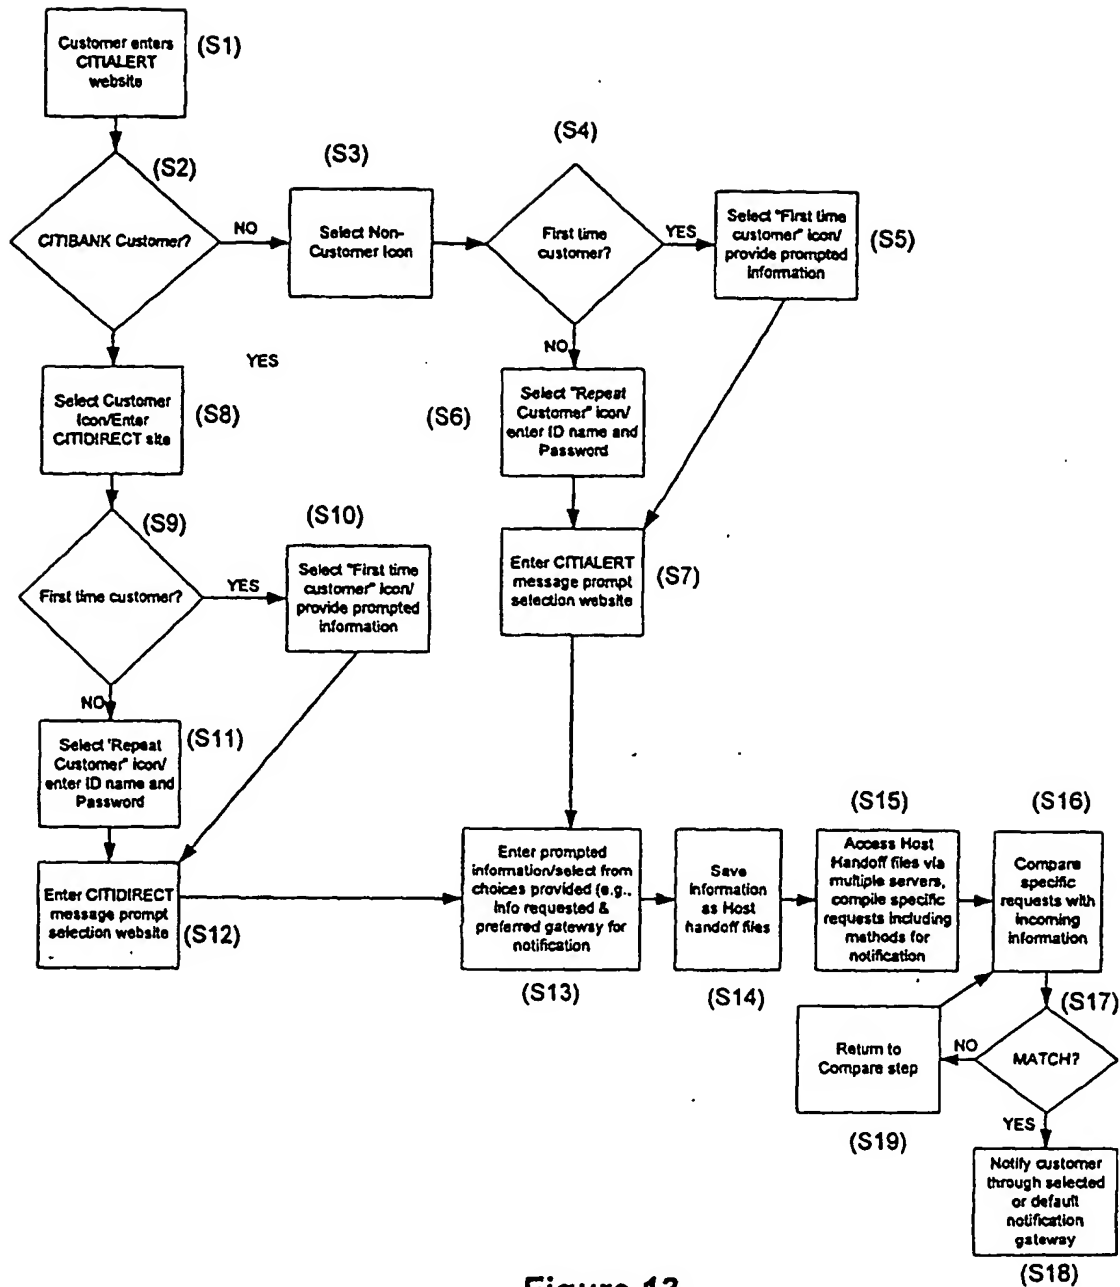 Customer enters
CITIALERT
website
(S1)
(S2)
CITIBANK Customer?
NO
YES
(S3)
Select Non-
Customer Icon
(S4)
First time
customer?
YES
NO
Select "First time
customer" icon/
provide prompted
information
(S5)
Select "Repeat
Customer" icon/
enter ID name and
Password
(S6)
Enter CITIALERT
message prompt
selection website
(S7)
Select Customer
Icon/Enter
CITIDIRECT site
(S8)
(S9)
First time customer?
YES
NO
(S10)
Select "First time
customer" icon/
provide prompted
information
(S11)
Select "Repeat
Customer" icon/
enter ID name and
Password
Enter CITIDIRECT
message prompt
selection website
(S12)
Enter prompted
information/select from
choices provided (e.g.,
info requested &
preferred gateway for
notification
(S13)
Save
Information
as Host
handoff files
(S14)
(S15)
Access Host
Handoff files via
multiple servers,
compile specific
requests including
methods for
notification
(S16)
Compare
specific
requests with
incoming
information
(S17)
MATCH?
NO
YES
Return to
Compare step
(S19)
Notify customer
through selected
or default
notification
gateway
(S18)